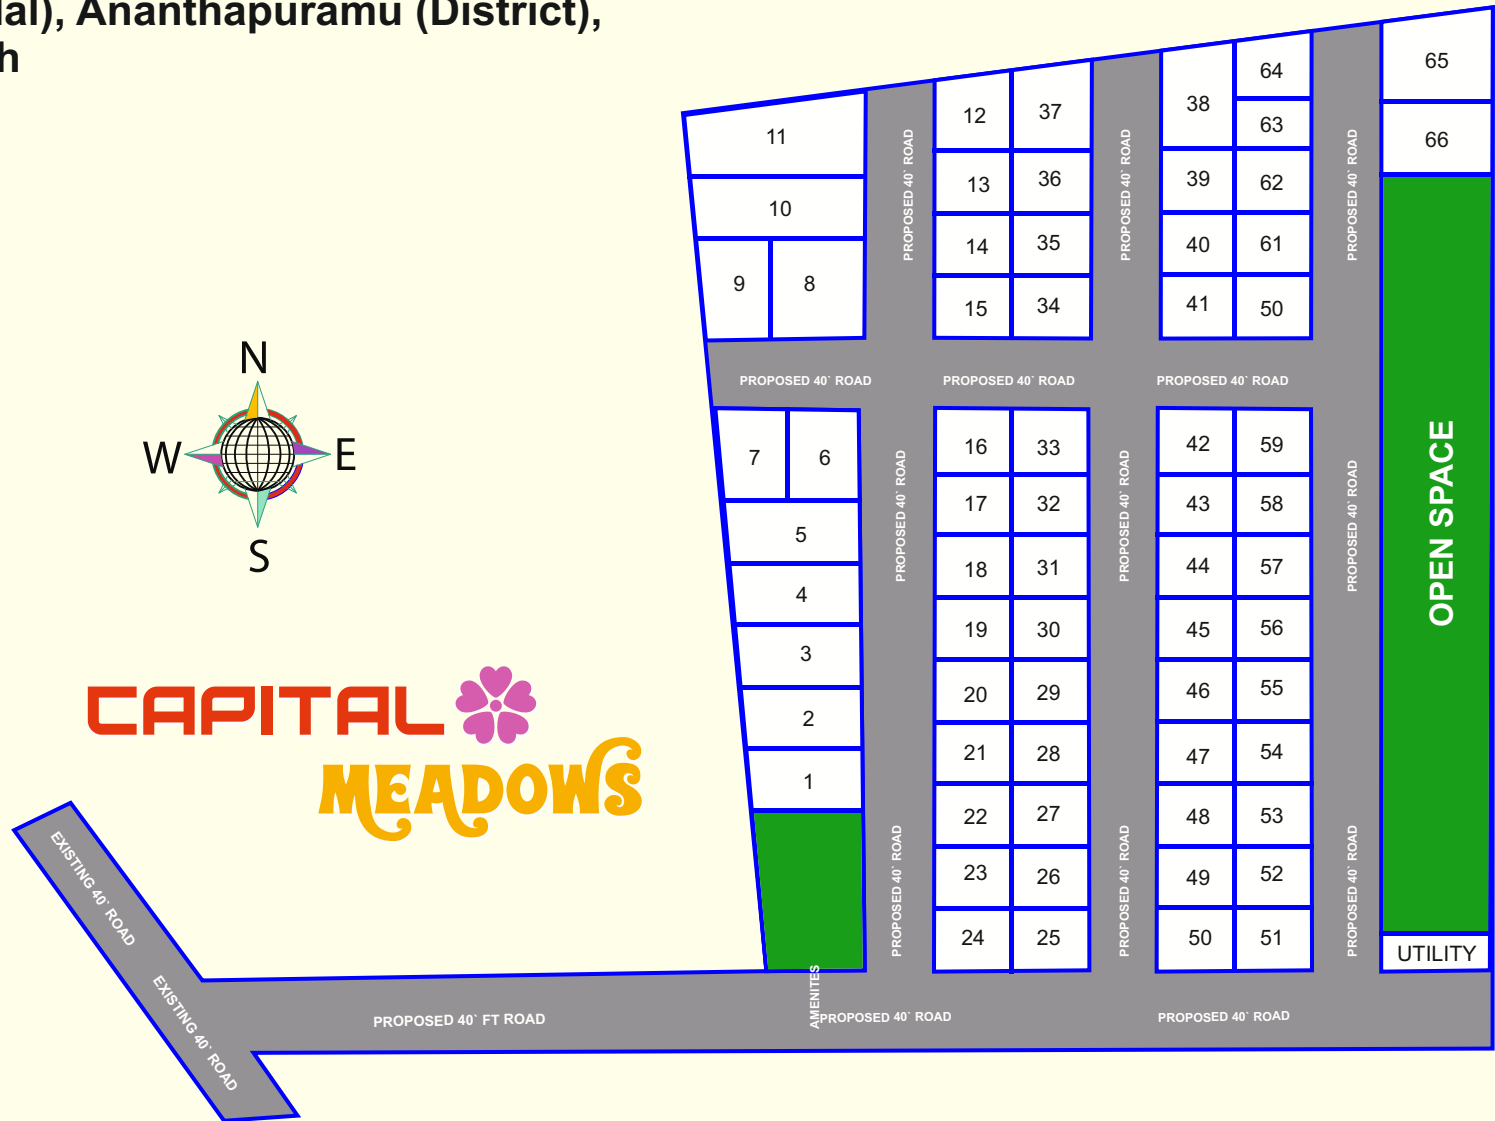 dal), Ananthapuramu (District),
h
N
W E
S
CAPITAL
MEADOWS
EXISTING 40` ROAD
EXISTING 40` ROAD
PROPOSED 40` FT ROAD
AMENITES
PROPOSED 40` ROAD
PROPOSED 40` ROAD
11
10
9 8
PROPOSED 40` ROAD
7 6
5
4
3
2
1
PROPOSED 40` ROAD
PROPOSED 40` ROAD
PROPOSED 40` ROAD
12 37
13 36
14 35
15 34
PROPOSED 40` ROAD
16 33
17 32
18 31
19 30
20 29
21 28
22 27
23 26
24 25
PROPOSED 40` ROAD
PROPOSED 40` ROAD
PROPOSED 40` ROAD
38 64
63
39 62
40 61
41 50
PROPOSED 40` ROAD
42 59
43 58
44 57
45 56
46 55
47 54
48 53
49 52
50 51
PROPOSED 40` ROAD
PROPOSED 40` ROAD
PROPOSED 40` ROAD
65
66
OPEN SPACE
UTILITY